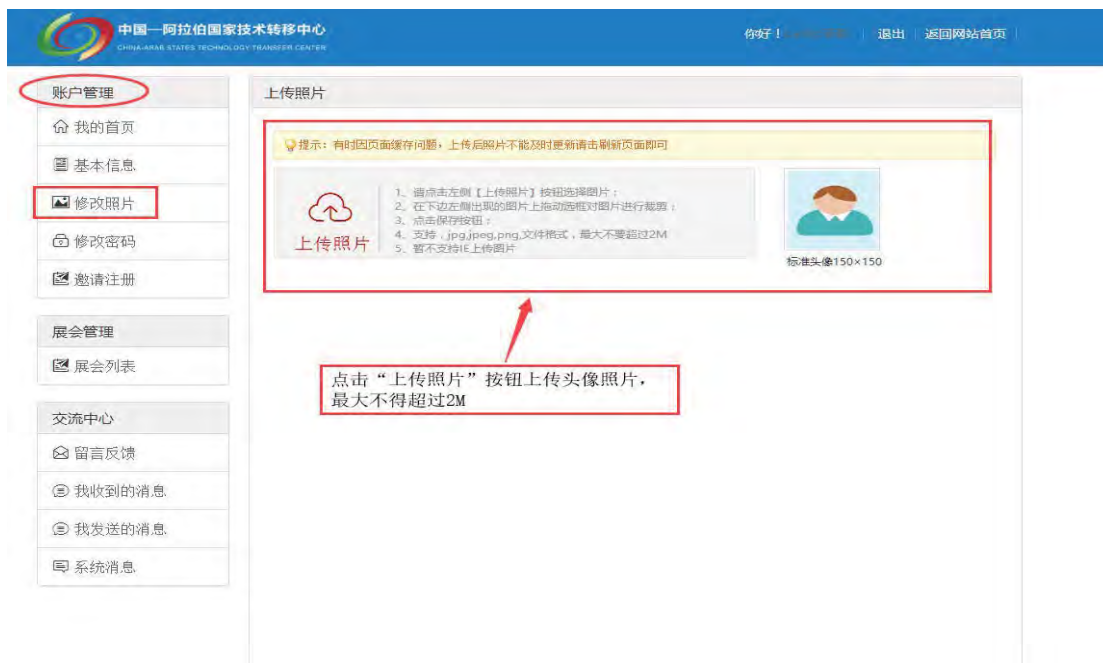 中国—阿拉伯国家技术转移中心
CHINA-ARAB STATES TECHNOLOGY TRANSFER CENTER
你好！ 退出 返回网站首页
账户管理
我的首页
基本信息
修改照片
修改密码
邀请注册
展会管理
展会列表
交流中心
留言反馈
我收到的消息
我发送的消息
系统消息
上传照片
提示：有时因页面缓存问题，上传后照片不能及时更新请击刷新页面即可
上传照片
1、请点击左侧【上传照片】按钮选择图片；
2、在下边左侧出现的图片上拖动选框对图片进行裁剪；
3、点击保存按钮；
4、支持，jpg,jpeg,png,文件格式，最大不要超过2M
5、暂不支持IE上传图片
标准头像150×150
点击“上传照片”按钮上传头像照片，
最大不得超过2M